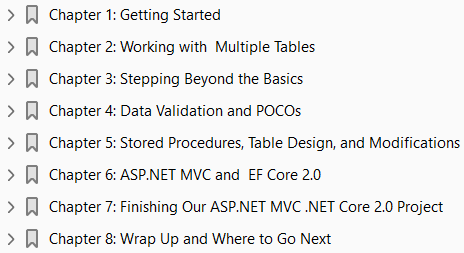 Chapter 1: Getting Started
Chapter 2: Working with  Multiple Tables
Chapter 3: Stepping Beyond the Basics
Chapter 4: Data Validation and POCOs
Chapter 5: Stored Procedures, Table Design, and Modifications
Chapter 6: ASP.NET MVC and  EF Core 2.0
Chapter 7: Finishing Our ASP.NET MVC .NET Core 2.0 Project
Chapter 8: Wrap Up and Where to Go Next